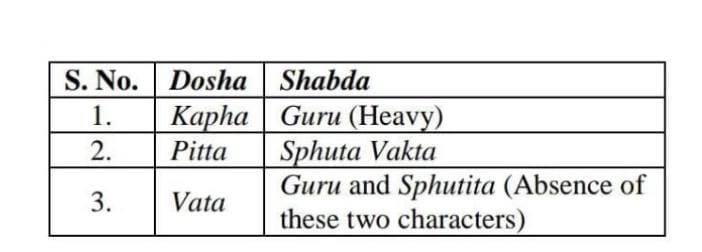 S. No. Dosha Shabda
1. Kapha Guru (Heavy)
2. Pitta Sphuta Vakta
3. Vata Guru and Sphutita (Absence of
these two characters)